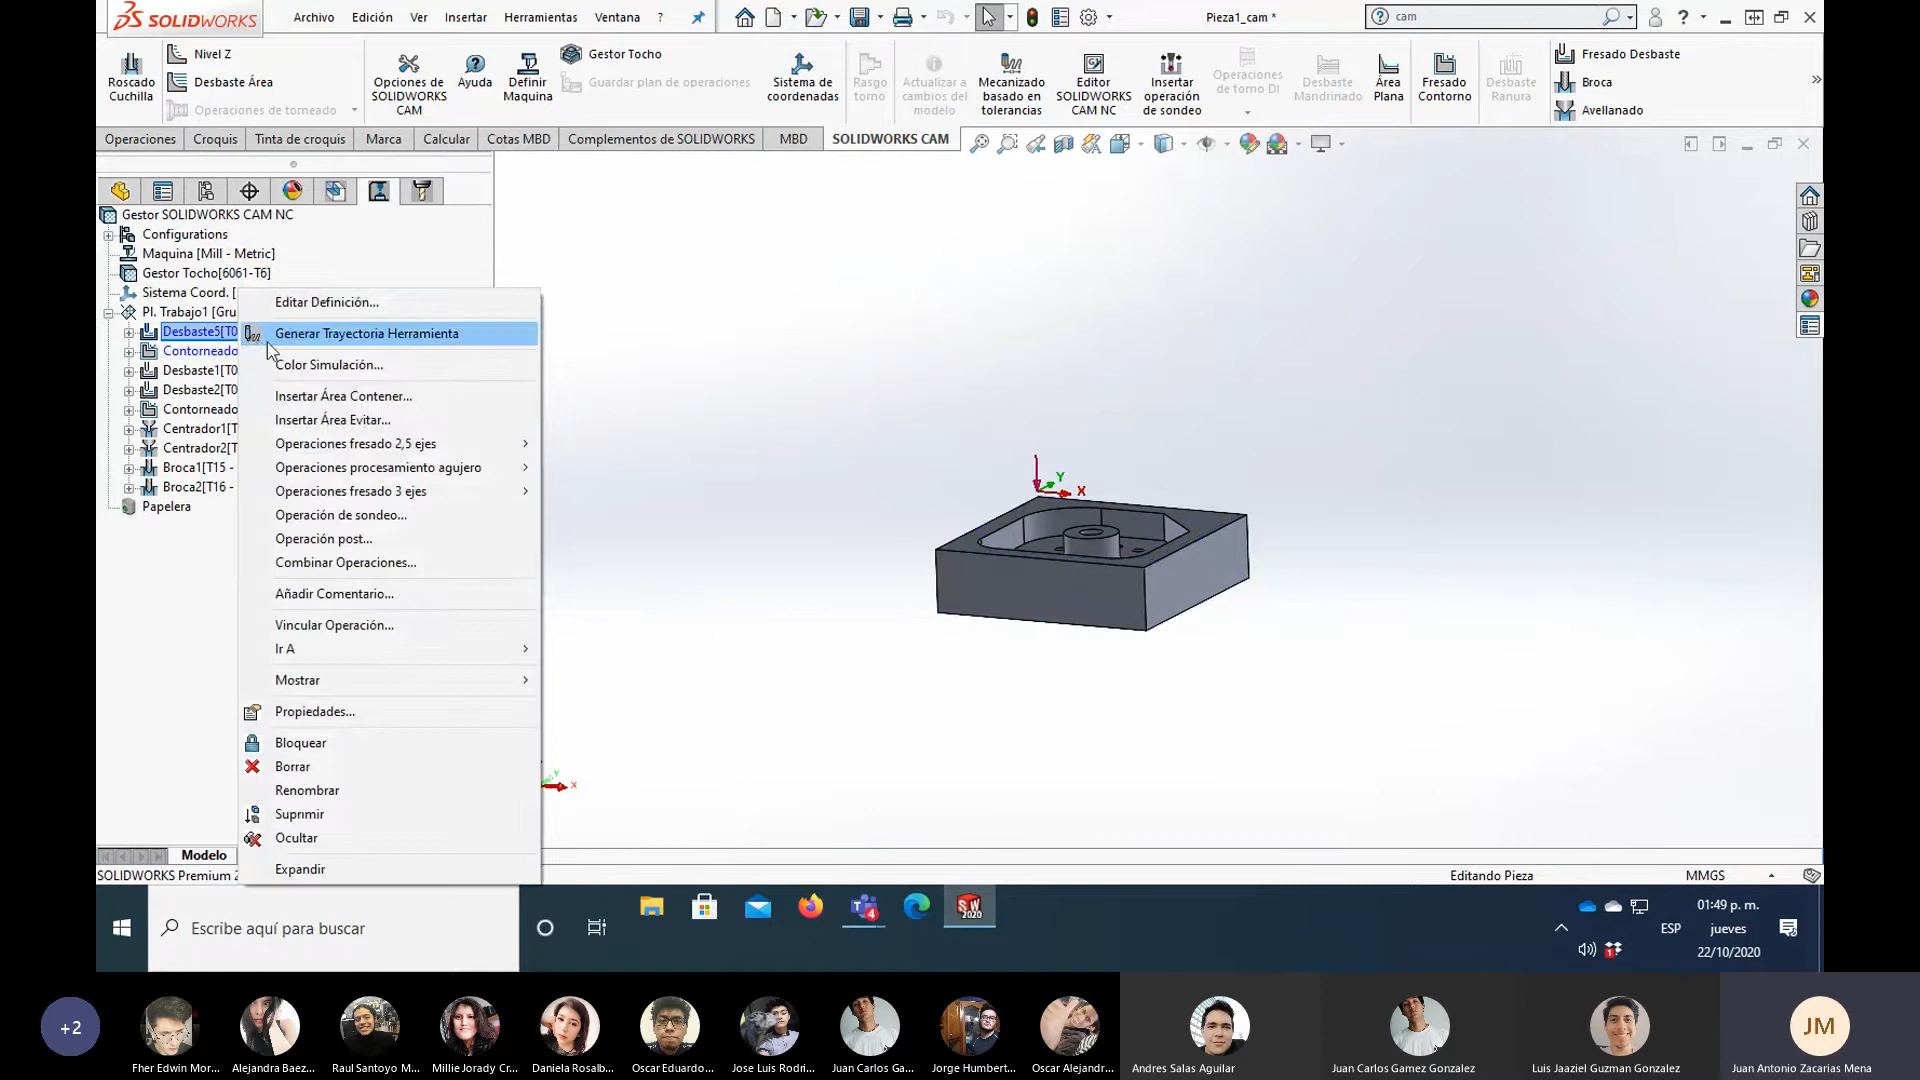 SOLIDWORKS
Archivo Edición Ver Insertar Herramientas Ventana ?
Pieza1_cam *
cam
Roscado
Cuchilla
Nivel Z
Desbaste Área
Operaciones de torneado
Opciones de
SOLIDWORKS
CAM
Ayuda
Definir
Maquina
Gestor Tocho
Guardar plan de operaciones
Sistema de
coordenadas
Rasgo
torno
Actualizar a
cambios del
modelo
Mecanizado
basado en
tolerancias
Editor
SOLIDWORKS
CAM NC
Insertar
operación
de sondeo
Operaciones
de torno DI
Desbaste
Mandrinado
Área
Plana
Fresado
Contorno
Desbaste
Ranura
Fresado Desbaste
Broca
Avellanado
Operaciones Croquis Tinta de croquis Marca Calcular Cotas MBD Complementos de SOLIDWORKS MBD SOLIDWORKS CAM
Gestor SOLIDWORKS CAM NC
Configurations
Maquina [Mill - Metric]
Gestor Tocho[6061-T6]
Sistema Coord. [
Pl. Trabajo1 [Gru
Desbaste5[T0
Contorneado
Desbaste1[T0
Desbaste2[T0
Contorneado
Centrador1[T
Centrador2[T
Broca1[T15 -
Broca2[T16 -
Papelera
Editar Definición...
Generar Trayectoria Herramienta
Color Simulación...
Insertar Área Contener...
Insertar Área Evitar...
Operaciones fresado 2,5 ejes
Operaciones procesamiento agujero
Operaciones fresado 3 ejes
Operación de sondeo...
Operación post...
Combinar Operaciones...
Añadir Comentario...
Vincular Operación...
Ir A
Mostrar
Propiedades...
Bloquear
Borrar
Renombrar
Suprimir
Ocultar
Expandir
Y
X
Y
X
Modelo
SOLIDWORKS Premium 2
Editando Pieza
MMGS
Escribe aquí para buscar
4
SW
2020
ESP
1
01:49 p. m.
jueves
22/10/2020
+2
JM
Fher Edwin Mor...
Alejandra Baez...
Raul Santoyo M...
Millie Jorady Cr...
Daniela Rosalb...
Oscar Eduardo...
Jose Luis Rodri...
Juan Carlos Ga...
Jorge Humbert...
Oscar Alejandr...
Andres Salas Aguilar
Juan Carlos Gamez Gonzalez
Luis Jaaziel Guzman Gonzalez
Juan Antonio Zacarias Mena